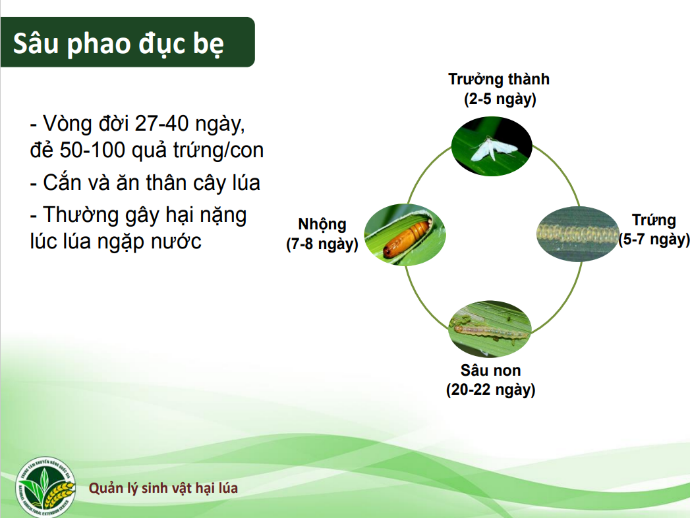 Sâu phao đục bẹ
- Vòng đời 27-40 ngày,
đẻ 50-100 quả trứng/con
- Cắn và ăn thân cây lúa
- Thường gây hại nặng
lúc lúa ngập nước
Trưởng thành
(2-5 ngày)
Trứng
(5-7 ngày)
Sâu non
(20-22 ngày)
Nhộng
(7-8 ngày)
Quản lý sinh vật hại lúa